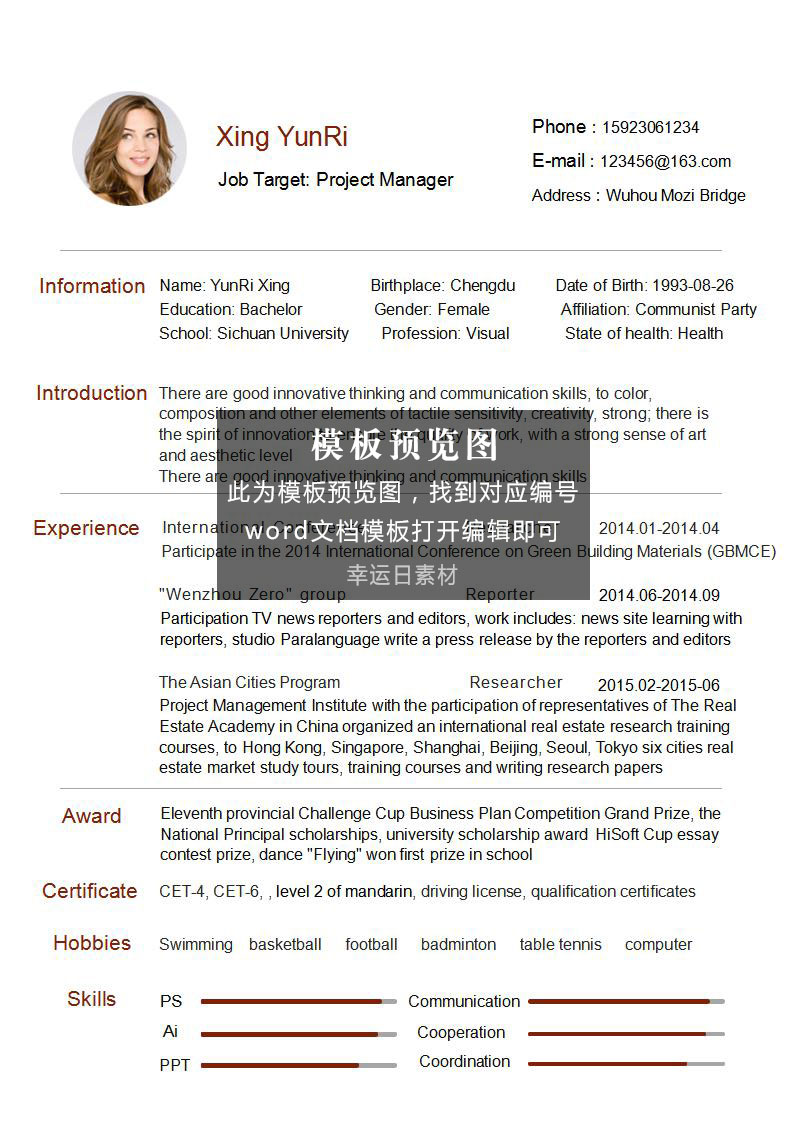 Xing YunRi
Job Target: Project Manager
Phone : 15923061234
E-mail : 123456@163.com
Address : Wuhou Mozi Bridge
Information
Name: YunRi Xing Birthplace: Chengdu Date of Birth: 1993-08-26
Education: Bachelor Gender: Female Affiliation: Communist Party
School: Sichuan University Profession: Visual State of health: Health
Introduction
There are good innovative thinking and communication skills, to color,
composition and other elements of tactile sensitivity, creativity, strong; there is
the spirit of innovation, work, with a strong sense of art
and aesthetic level
There are good innovative thinking and communication skills
模板预览图
此为模板预览图，找到对应编号
word文档模板打开编辑即可
幸运日素材
Experience
International 2014.01-2014.04
Participate in the 2014 International Conference on Green Building Materials (GBMCE)
"Wenzhou Zero" group Reporter 2014.06-2014.09
Participation TV news reporters and editors, work includes: news site learning with
reporters, studio Paralanguage write a press release by the reporters and editors
The Asian Cities Program Researcher 2015.02-2015-06
Project Management Institute with the participation of representatives of The Real
Estate Academy in China organized an international real estate research training
courses, to Hong Kong, Singapore, Shanghai, Beijing, Seoul, Tokyo six cities real
estate market study tours, training courses and writing research papers
Award
Eleventh provincial Challenge Cup Business Plan Competition Grand Prize, the
National Principal scholarships, university scholarship award HiSoft Cup essay
contest prize, dance "Flying" won first prize in school
Certificate
CET-4, CET-6, , level 2 of mandarin, driving license, qualification certificates
Hobbies
Swimming basketball football badminton table tennis computer
Skills
PS Communication
Ai Cooperation
PPT Coordination